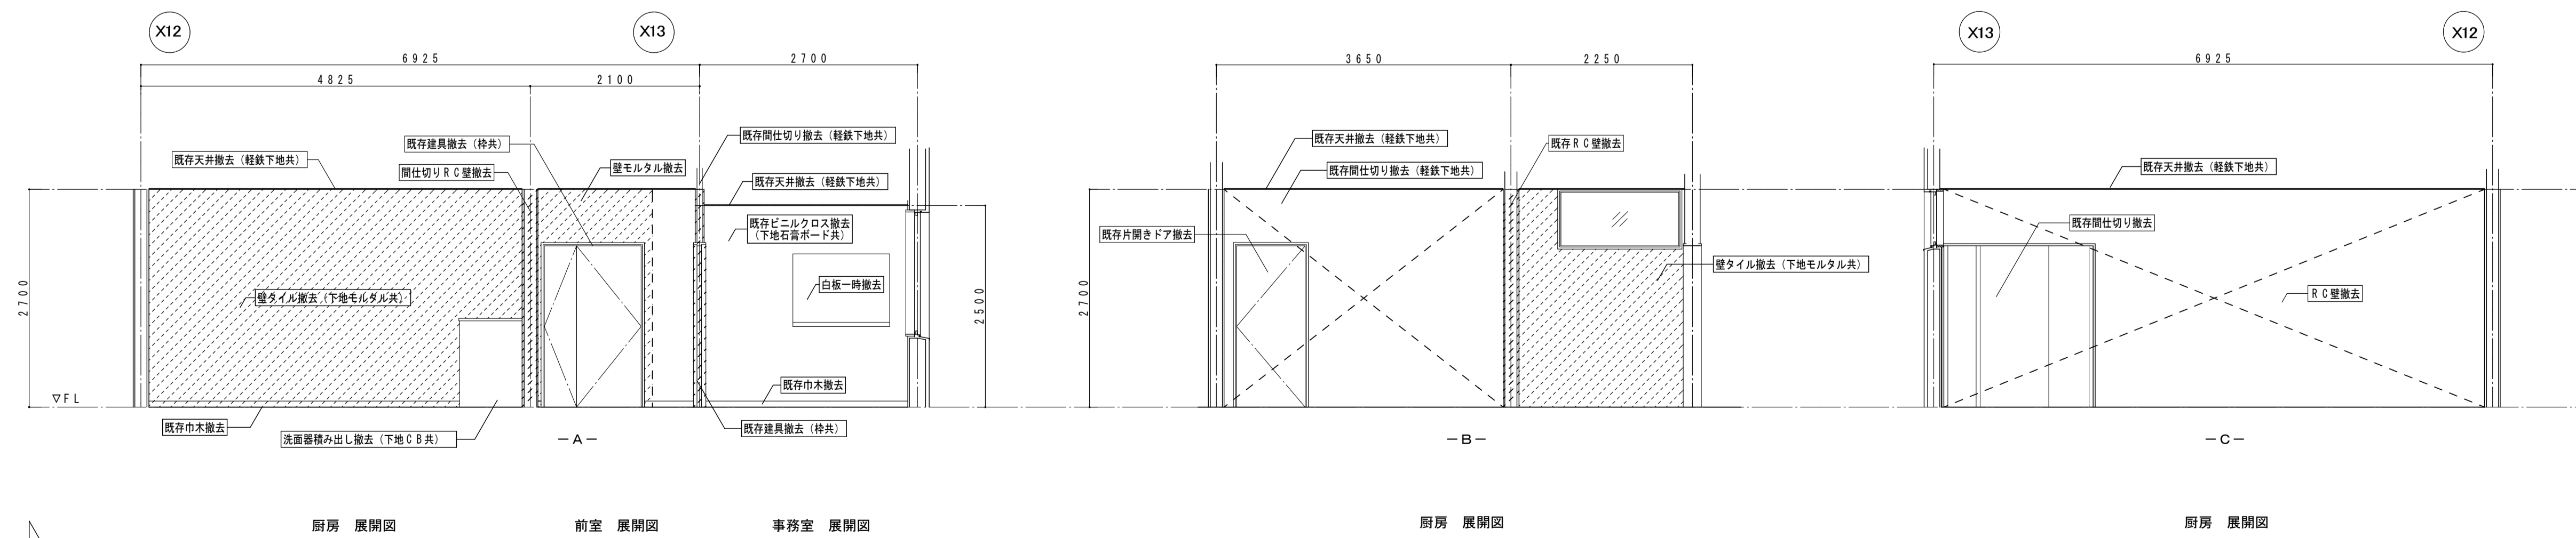 X12
X13
X13
X12
6925
2700
4825
2100
3650
2250
6925
既存天井撤去（軽鉄下地共）
既存建具撤去（枠共）
間仕切りＲＣ壁撤去
壁モルタル撤去
既存間仕切り撤去（軽鉄下地共）
既存天井撤去（軽鉄下地共）
既存ビニルクロス撤去
（下地石膏ボード共）
白板一時撤去
壁タイル撤去（下地モルタル共）
既存巾木撤去
既存巾木撤去
洗面器積み出し撤去（下地ＣＢ共）
既存建具撤去（枠共）
2700
2500
▽ＦＬ
－A－
既存天井撤去（軽鉄下地共）
既存間仕切り撤去（軽鉄下地共）
既存ＲＣ壁撤去
既存片開きドア撤去
壁タイル撤去（下地モルタル共）
2700
－B－
既存天井撤去（軽鉄下地共）
既存間仕切り撤去
ＲＣ壁撤去
－C－
厨房　展開図
前室　展開図
事務室　展開図
厨房　展開図
厨房　展開図